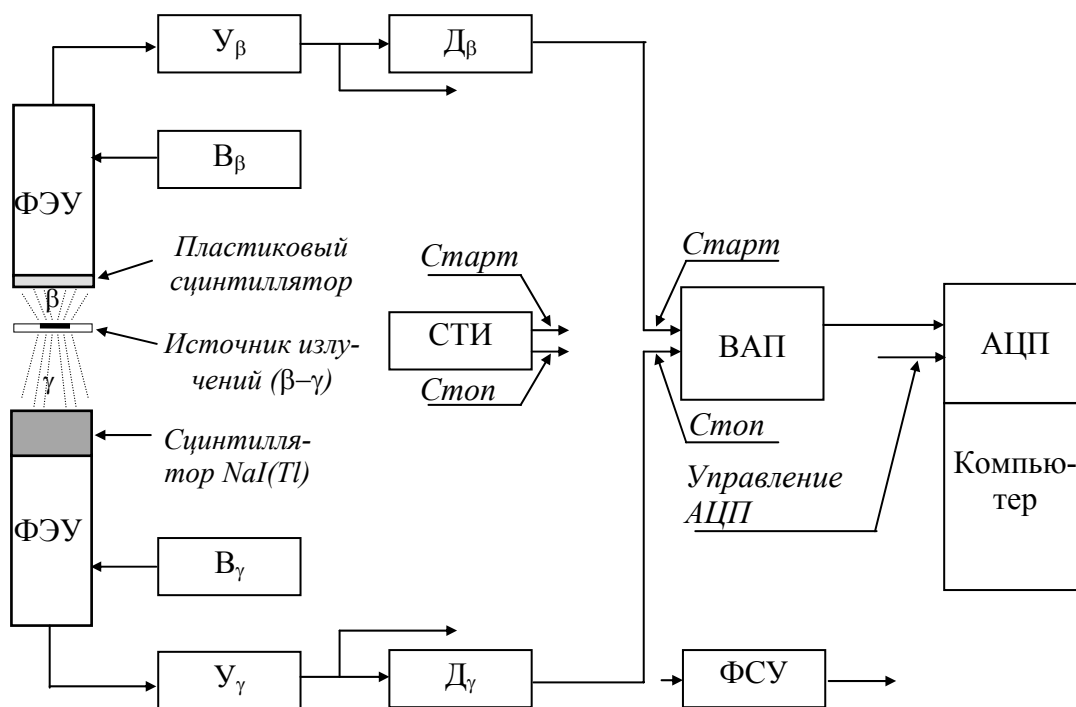 Уβ
Дβ
ФЭУ
Вβ
Пластиковый
сцинтиллятор
β
Источник излу-
чений (β–γ)
γ
Старт
СТИ
Стоп
Старт
ВАП
Стоп
АЦП
Управление
АЦП
Компью-
тер
Сцинтилля-
тор NaI(Tl)
ФЭУ
Вγ
Уγ
Дγ
ФСУ